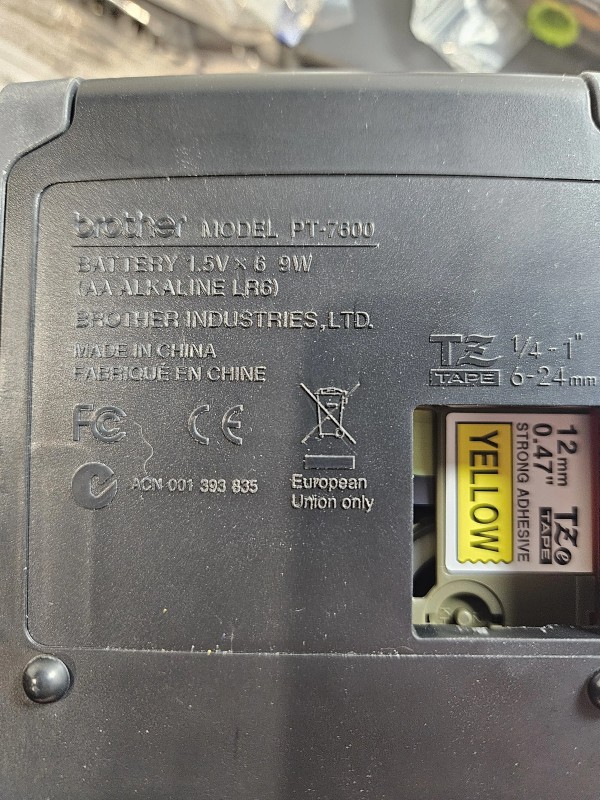 brother MODEL PT-7600
BATTERY 1.5V × 6 9W
(AA ALKALINE LR6)
BROTHER INDUSTRIES,LTD.
MADE IN CHINA
FABRIQUÉ EN CHINE
FC CE
ACN 001 393 835
European
Union only
TZ TAPE 1/4 - 1"
6-24mm
12mm
0.47"
TZe TAPE
STRONG ADHESIVE
YELLOW